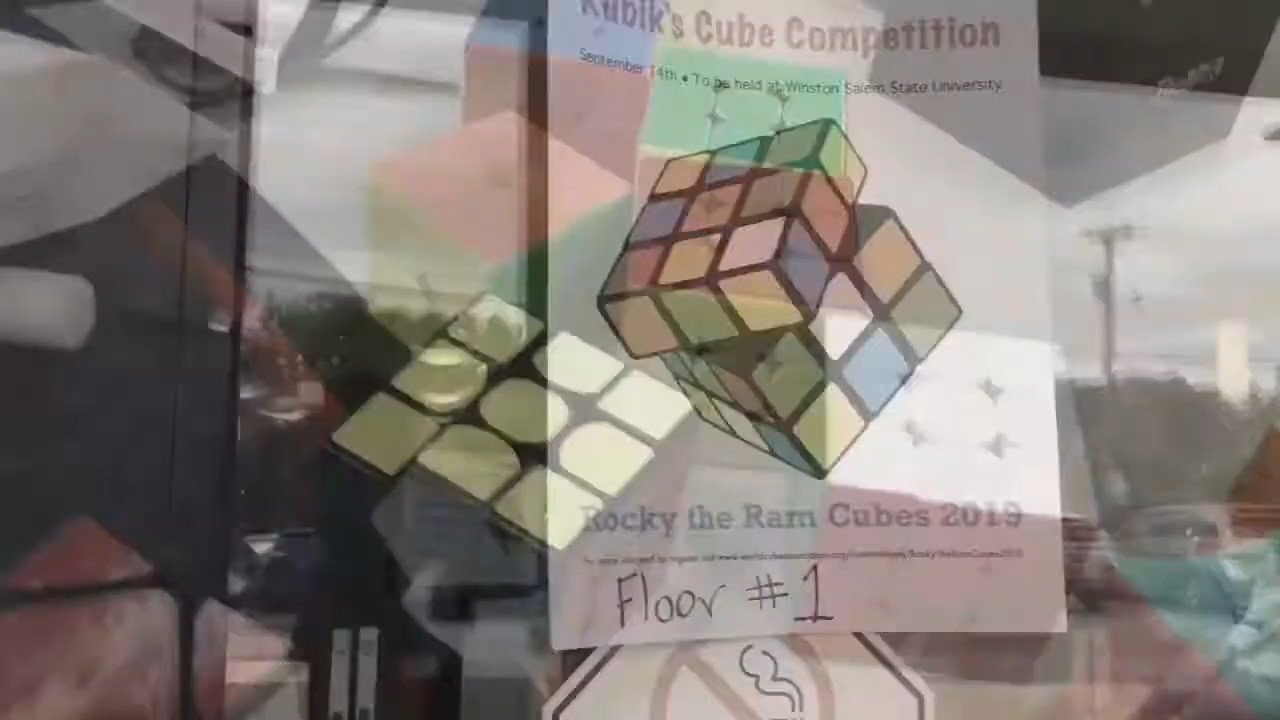 Rubik's Cube Competition
September 14th • To be held at Winston Salem State University
Rocky the Ram Cubes 2019
Floor #1